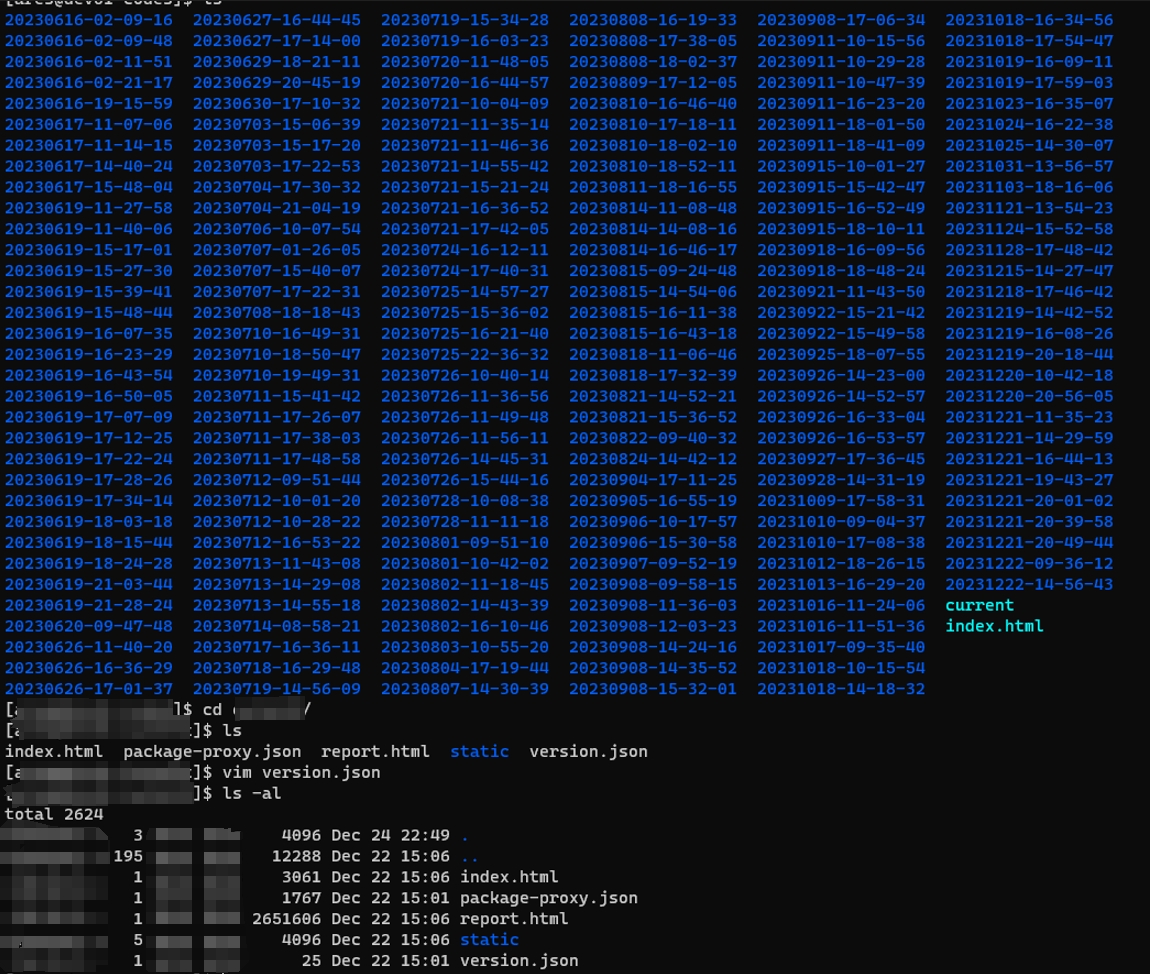 20230616-02-09-16 20230627-16-44-45 20230719-15-34-28 20230808-16-19-33 20230908-17-06-34 20231018-16-34-56
20230616-02-09-48 20230627-17-14-00 20230719-16-03-23 20230808-17-38-05 20230911-10-15-56 20231018-17-54-47
20230616-02-11-51 20230629-18-21-11 20230720-11-48-05 20230808-18-02-37 20230911-10-29-28 20231019-16-09-11
20230616-02-21-17 20230629-20-45-19 20230720-16-44-57 20230809-17-12-05 20230911-10-47-39 20231019-17-59-03
20230616-19-15-59 20230630-17-10-32 20230721-10-04-09 20230810-16-46-40 20230911-16-23-20 20231023-16-35-07
20230617-11-07-06 20230703-15-06-39 20230721-11-35-14 20230810-17-18-11 20230911-18-01-50 20231024-16-22-38
20230617-11-14-15 20230703-15-17-20 20230721-11-46-36 20230810-18-02-10 20230911-18-41-09 20231025-14-30-07
20230617-14-40-24 20230703-17-22-53 20230721-14-55-42 20230810-18-52-11 20230915-10-01-27 20231031-13-56-57
20230617-15-48-04 20230704-17-30-32 20230721-15-21-24 20230811-18-16-55 20230915-15-42-47 20231103-18-16-06
20230619-11-27-58 20230704-21-04-19 20230721-16-36-52 20230814-11-08-48 20230915-16-52-49 20231121-13-54-23
20230619-11-40-06 20230706-10-07-54 20230721-17-42-05 20230814-14-08-16 20230915-18-10-11 20231124-15-52-58
20230619-15-17-01 20230707-01-26-05 20230724-16-12-11 20230814-16-46-17 20230918-16-09-56 20231128-17-48-42
20230619-15-27-30 20230707-15-40-07 20230724-17-40-31 20230815-09-24-48 20230918-18-48-24 20231215-14-27-47
20230619-15-39-41 20230707-17-22-31 20230725-14-57-27 20230815-14-54-06 20230921-11-43-50 20231218-17-46-42
20230619-15-48-44 20230708-18-18-43 20230725-15-36-02 20230815-16-11-38 20230922-15-21-42 20231219-14-42-52
20230619-16-07-35 20230710-16-49-31 20230725-16-21-40 20230815-16-43-18 20230922-15-49-58 20231219-16-08-26
20230619-16-23-29 20230710-18-50-47 20230725-22-36-32 20230818-11-06-46 20230925-18-07-55 20231219-20-18-44
20230619-16-43-54 20230710-19-49-31 20230726-10-40-14 20230818-17-32-39 20230926-14-23-00 20231220-10-42-18
20230619-16-50-05 20230711-15-41-42 20230726-11-36-56 20230821-14-52-21 20230926-14-52-57 20231220-20-56-05
20230619-17-07-09 20230711-17-26-07 20230726-11-49-48 20230821-15-36-52 20230926-16-33-04 20231221-11-35-23
20230619-17-12-25 20230711-17-38-03 20230726-11-56-11 20230822-09-40-32 20230926-16-53-57 20231221-14-29-59
20230619-17-22-24 20230711-17-48-58 20230726-14-45-31 20230824-14-42-12 20230927-17-36-45 20231221-16-44-13
20230619-17-28-26 20230712-09-51-44 20230726-15-44-16 20230904-17-11-25 20230928-14-31-19 20231221-19-43-27
20230619-17-34-14 20230712-10-01-20 20230728-10-08-38 20230905-16-55-19 20231009-17-58-31 20231221-20-01-02
20230619-18-03-18 20230712-10-28-22 20230728-11-11-18 20230906-10-17-57 20231010-09-04-37 20231221-20-39-58
20230619-18-15-44 20230712-16-53-22 20230801-09-51-10 20230906-15-30-58 20231010-17-08-38 20231221-20-49-44
20230619-18-24-28 20230713-11-43-08 20230801-10-42-02 20230907-09-52-19 20231012-18-26-15 20231222-09-36-12
20230619-21-03-44 20230713-14-29-08 20230802-11-18-45 20230908-09-58-15 20231013-16-29-20 20231222-14-56-43
20230619-21-28-24 20230713-14-55-18 20230802-14-43-39 20230908-11-36-03 20231016-11-24-06 current
20230620-09-47-48 20230714-08-58-21 20230802-16-10-46 20230908-12-03-23 20231016-11-51-36 index.html
20230626-11-40-20 20230717-16-36-11 20230803-10-55-20 20230908-14-24-16 20231017-09-35-40
20230626-16-36-29 20230718-16-29-48 20230804-17-19-44 20230908-14-35-52 20231018-10-15-54
20230626-17-01-37 20230719-14-56-09 20230807-14-30-39 20230908-15-32-01 20231018-14-18-32
]$ cd /
]$ ls
index.html package-proxy.json report.html static version.json
]$ vim version.json
]$ ls -al
total 2624
3 4096 Dec 24 22:49 .
195 12288 Dec 22 15:06 ..
1 3061 Dec 22 15:06 index.html
1 1767 Dec 22 15:01 package-proxy.json
1 2651606 Dec 22 15:06 report.html
5 4096 Dec 22 15:06 static
1 25 Dec 22 15:01 version.json